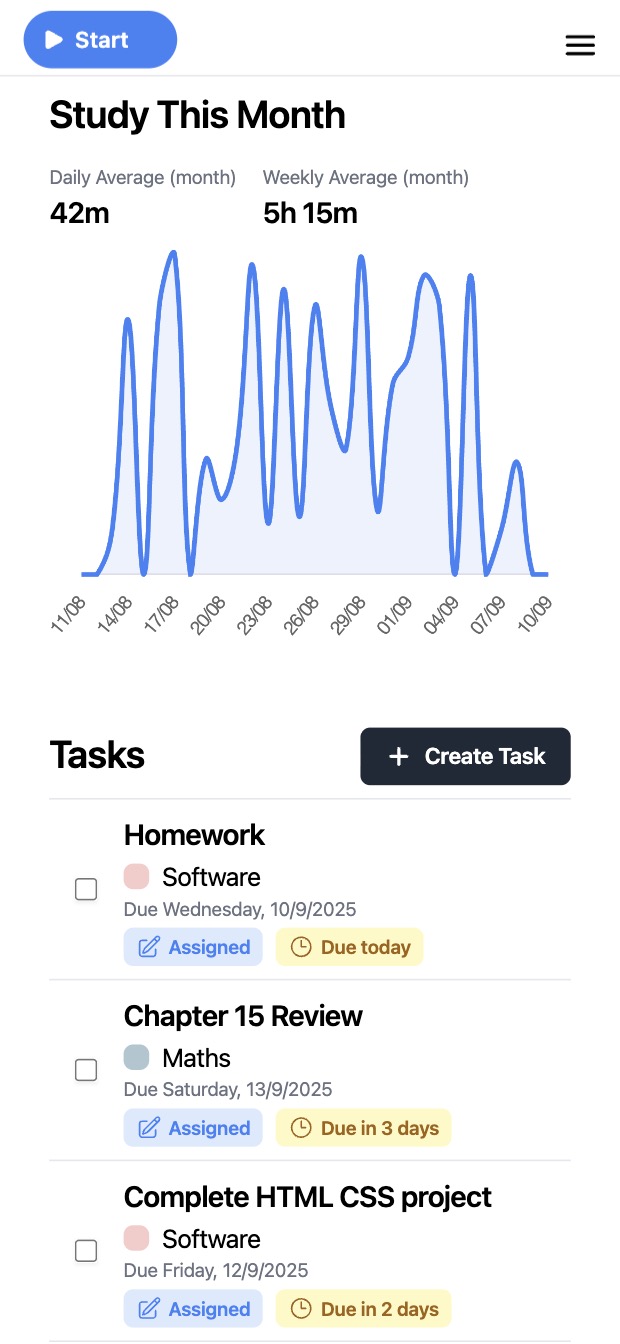 Start
Study This Month
Daily Average (month) Weekly Average (month)
42m 5h 15m
11/08 14/08 17/08 20/08 23/08 26/08 29/08 01/09 04/09 07/09 10/09
Tasks + Create Task
Homework
Software
Due Wednesday, 10/9/2025
Assigned Due today
Chapter 15 Review
Maths
Due Saturday, 13/9/2025
Assigned Due in 3 days
Complete HTML CSS project
Software
Due Friday, 12/9/2025
Assigned Due in 2 days